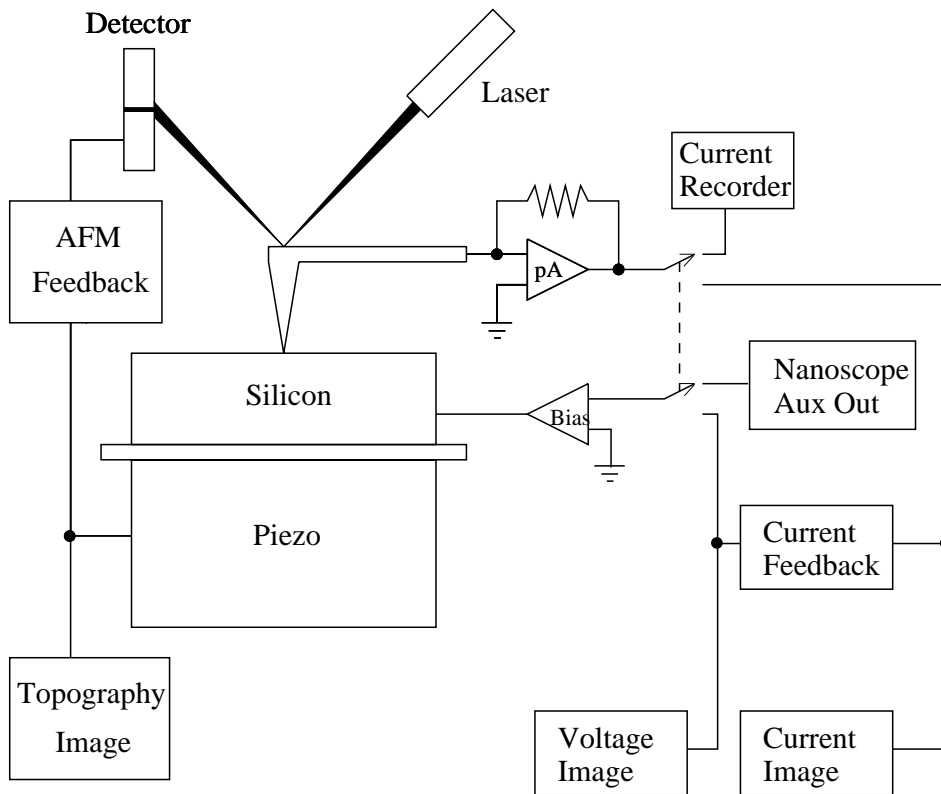 Detector
Laser
Current
Recorder
AFM
Feedback
pA
Silicon
Nanoscope
Aux Out
Bias
Piezo
Current
Feedback
Topography
Image
Voltage
Image
Current
Image